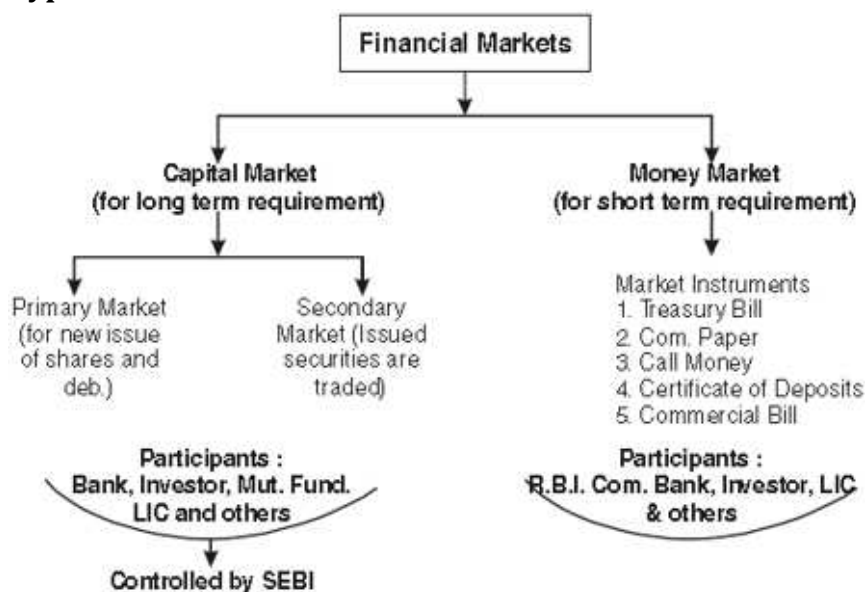 Financial Markets
Capital Market
(for long term requirement)
Money Market
(for short term requirement)
Primary Market
(for new issue
of shares and
deb.)
Secondary
Market (Issued
securities are
traded)
Market Instruments
1. Treasury Bill
2. Com. Paper
3. Call Money
4. Certificate of Deposits
5. Commercial Bill
Participants :
Bank, Investor, Mut. Fund.
LIC and others
Participants :
R.B.I. Com. Bank, Investor, LIC
& others
Controlled by SEBI